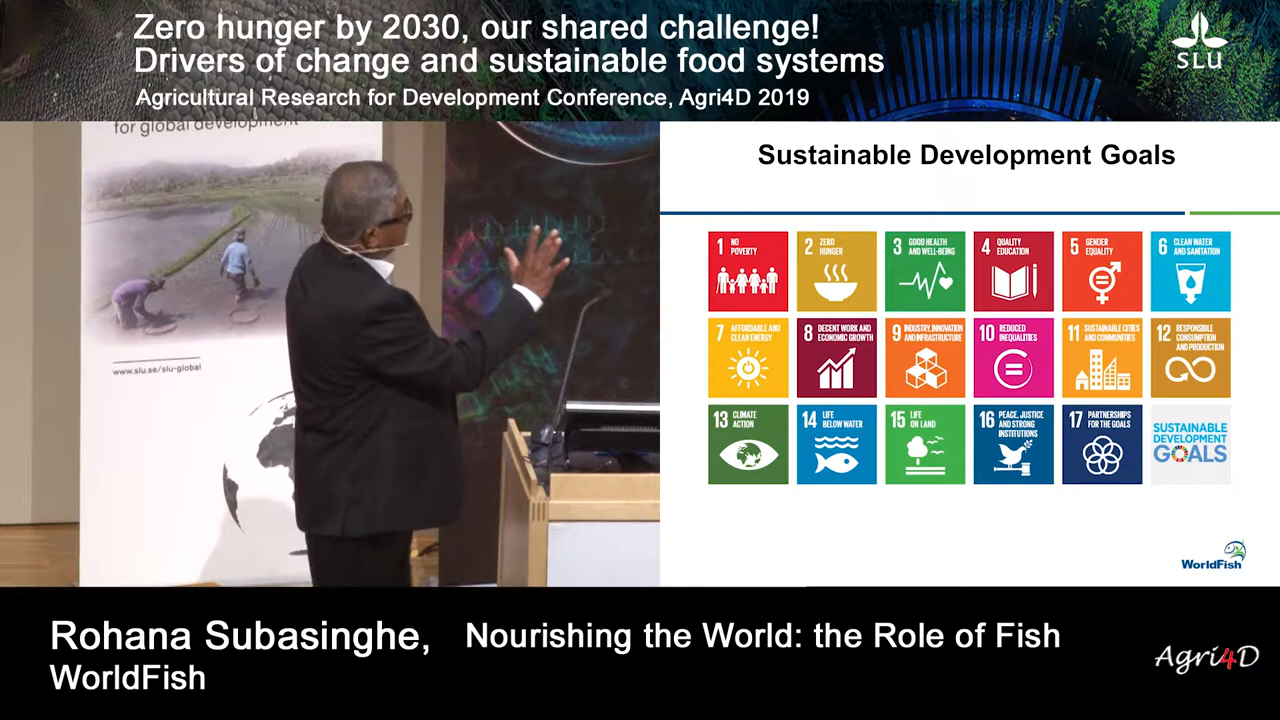 Zero hunger by 2030, our shared challenge!
Drivers of change and sustainable food systems
Agricultural Research for Development Conference, Agri4D 2019
SLU
for global development
www.slu.se/slu-global
Sustainable Development Goals
1 NO POVERTY
2 ZERO HUNGER
3 GOOD HEALTH AND WELL-BEING
4 QUALITY EDUCATION
5 GENDER EQUALITY
6 CLEAN WATER AND SANITATION
7 AFFORDABLE AND CLEAN ENERGY
8 DECENT WORK AND ECONOMIC GROWTH
9 INDUSTRY, INNOVATION AND INFRASTRUCTURE
10 REDUCED INEQUALITIES
11 SUSTAINABLE CITIES AND COMMUNITIES
12 RESPONSIBLE CONSUMPTION AND PRODUCTION
13 CLIMATE ACTION
14 LIFE BELOW WATER
15 LIFE ON LAND
16 PEACE, JUSTICE AND STRONG INSTITUTIONS
17 PARTNERSHIPS FOR THE GOALS
SUSTAINABLE
DEVELOPMENT
GOALS
WorldFish
Rohana Subasinghe, Nourishing the World: the Role of Fish
WorldFish
Agri4D